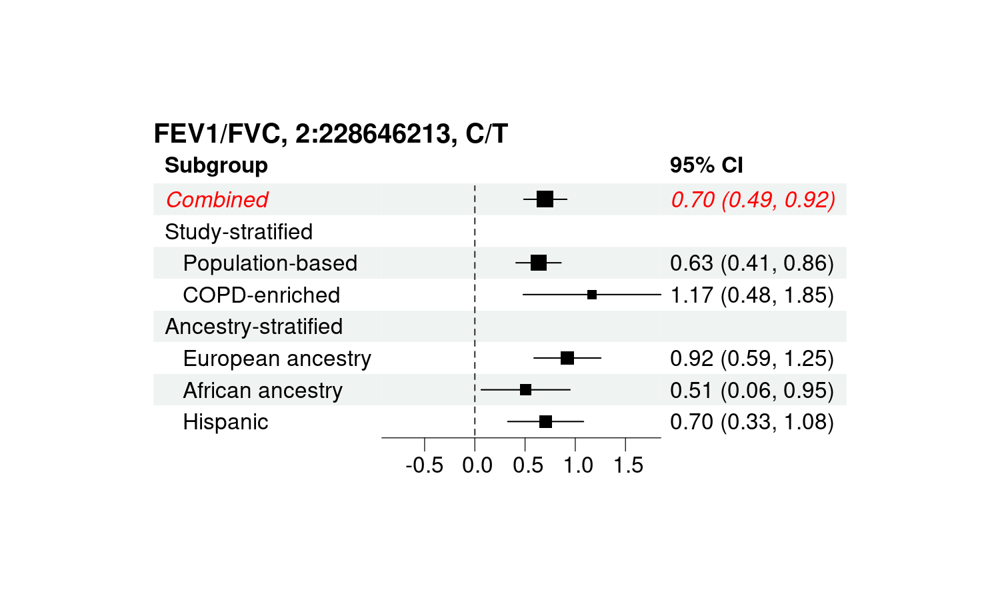 FEV1/FVC, 2:228646213, C/T
Subgroup 95% CI
Combined 0.70 (0.49, 0.92)
Study-stratified
Population-based 0.63 (0.41, 0.86)
COPD-enriched 1.17 (0.48, 1.85)
Ancestry-stratified
European ancestry 0.92 (0.59, 1.25)
African ancestry 0.51 (0.06, 0.95)
Hispanic 0.70 (0.33, 1.08)
-0.5 0.0 0.5 1.0 1.5